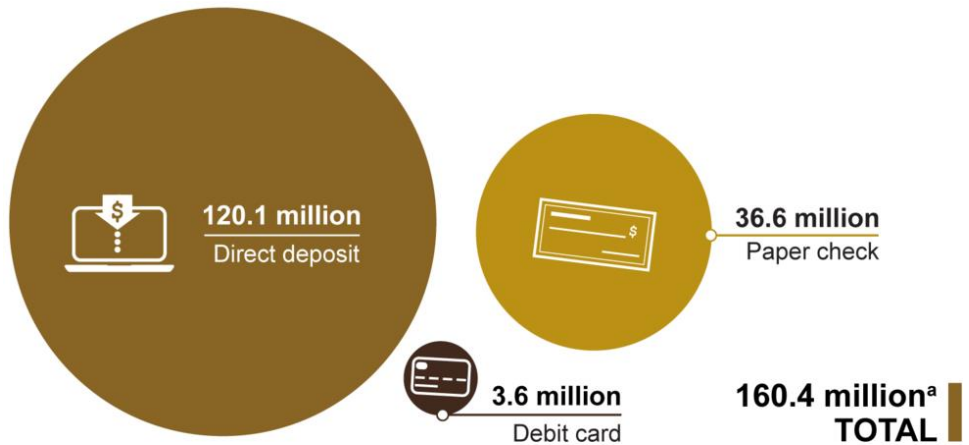 $
120.1 million
Direct deposit
$
36.6 million
Paper check
3.6 million
Debit card
160.4 millionᵃ
TOTAL